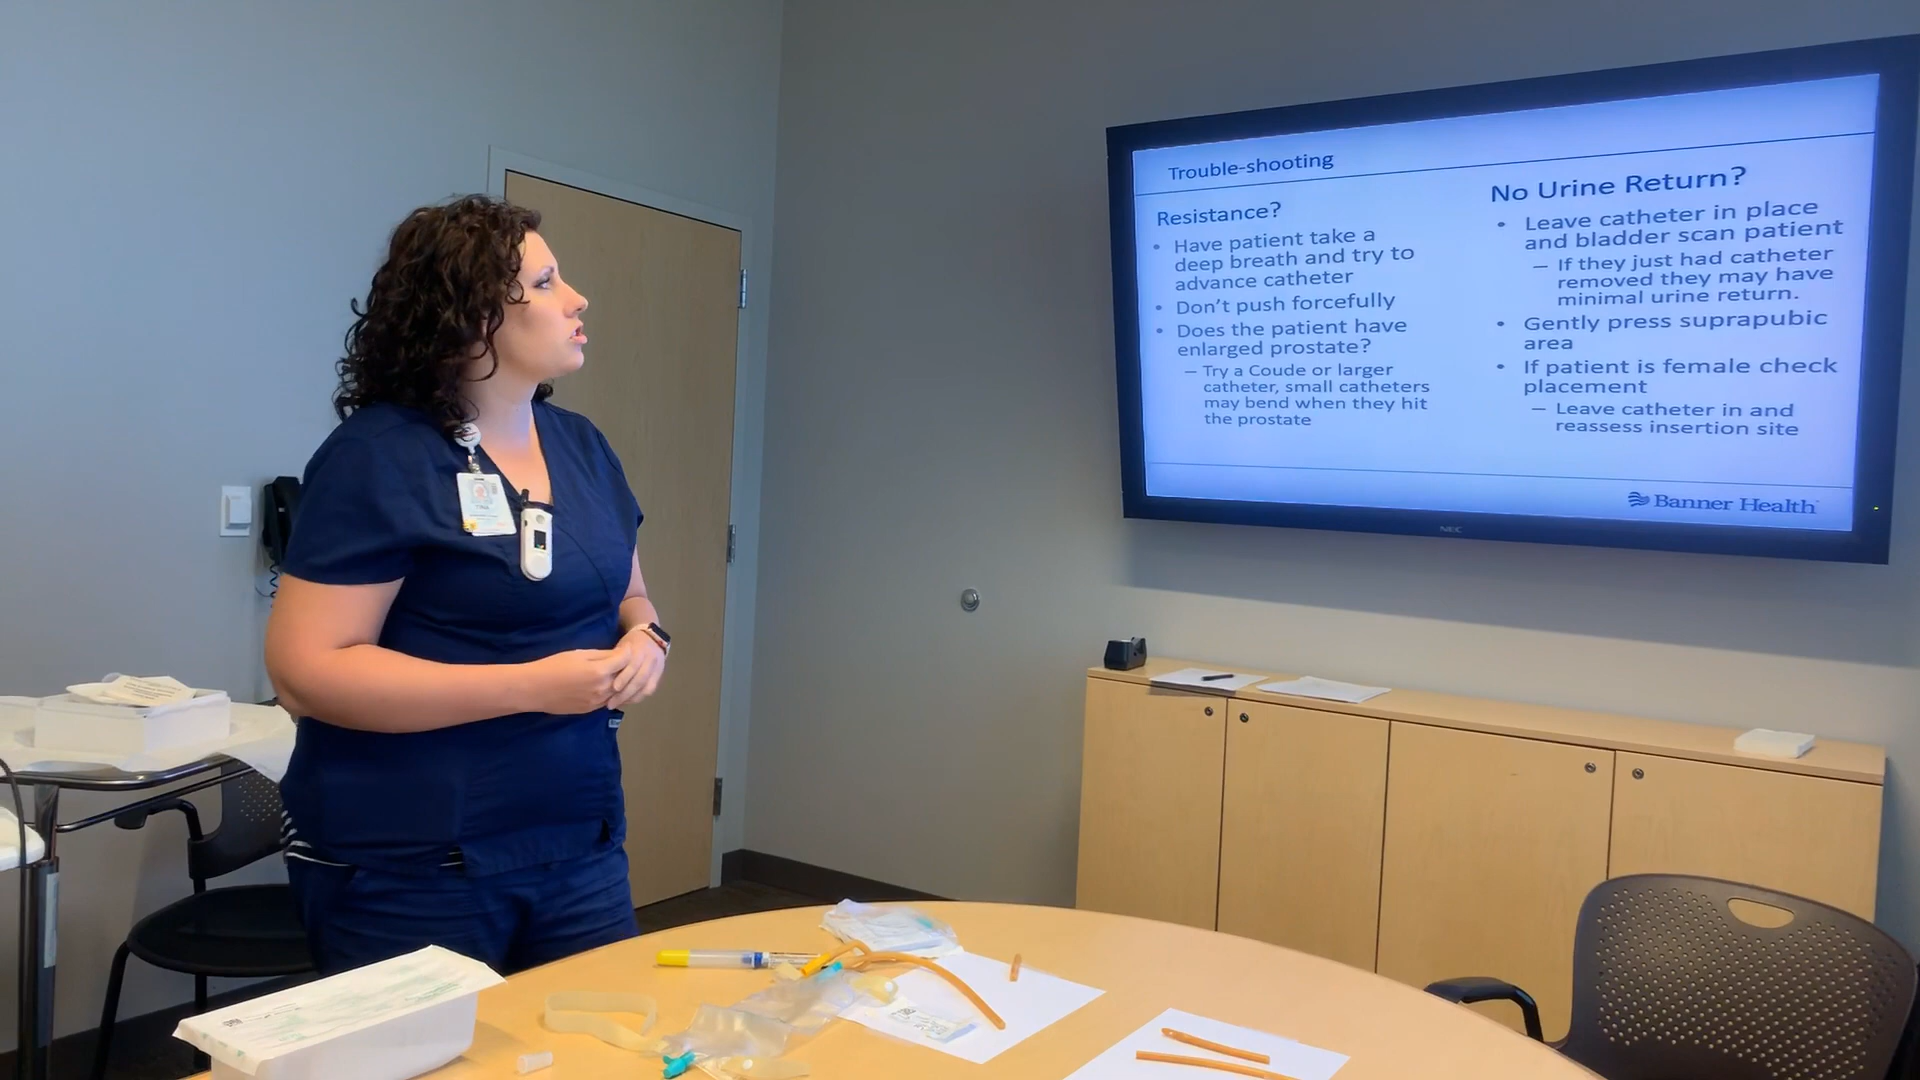 Trouble-shooting
Resistance?
• Have patient take a
deep breath and try to
advance catheter
• Don't push forcefully
• Does the patient have
enlarged prostate?
– Try a Coude or larger
catheter, small catheters
may bend when they hit
the prostate
No Urine Return?
• Leave catheter in place
and bladder scan patient
– If they just had catheter
removed they may have
minimal urine return.
• Gently press suprapubic
area
• If patient is female check
placement
– Leave catheter in and
reassess insertion site
Banner Health
NEC
TINA